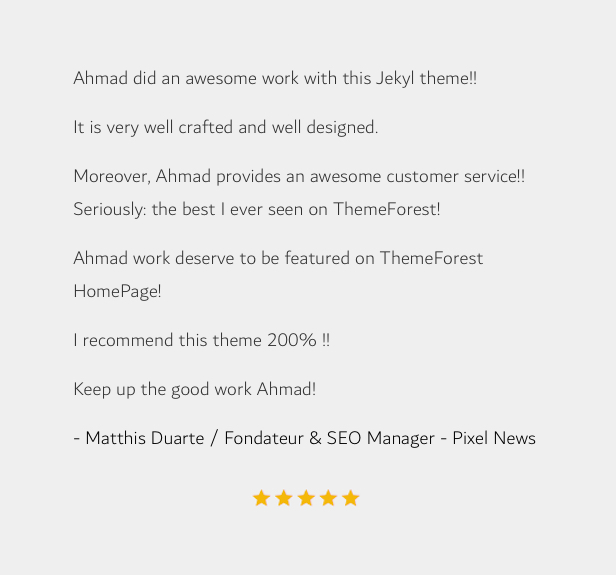 Ahmad did an awesome work with this Jekyl theme!!
It is very well crafted and well designed.
Moreover, Ahmad provides an awesome customer service!!
Seriously: the best I ever seen on ThemeForest!
Ahmad work deserve to be featured on ThemeForest
HomePage!
I recommend this theme 200% !!
Keep up the good work Ahmad!
- Matthis Duarte / Fondateur & SEO Manager - Pixel News